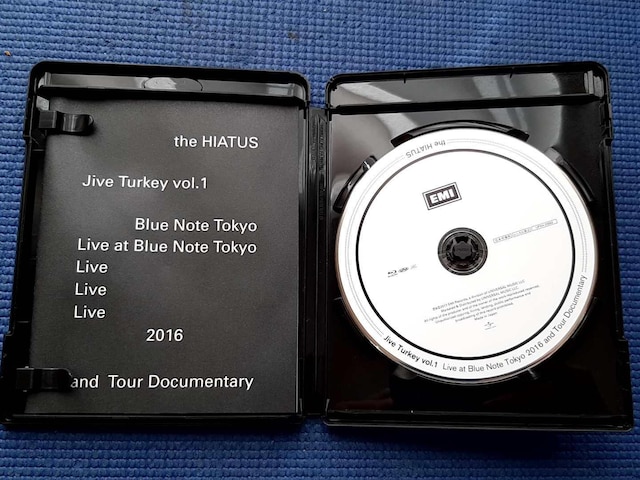 the HIATUS
Jive Turkey vol.1
Blue Note Tokyo
Live at Blue Note Tokyo
Live
Live
Live
2016
and Tour Documentary
the HIATUS
EMI
Jive Turkey vol.1 Live at Blue Note Tokyo 2016 and Tour Documentary